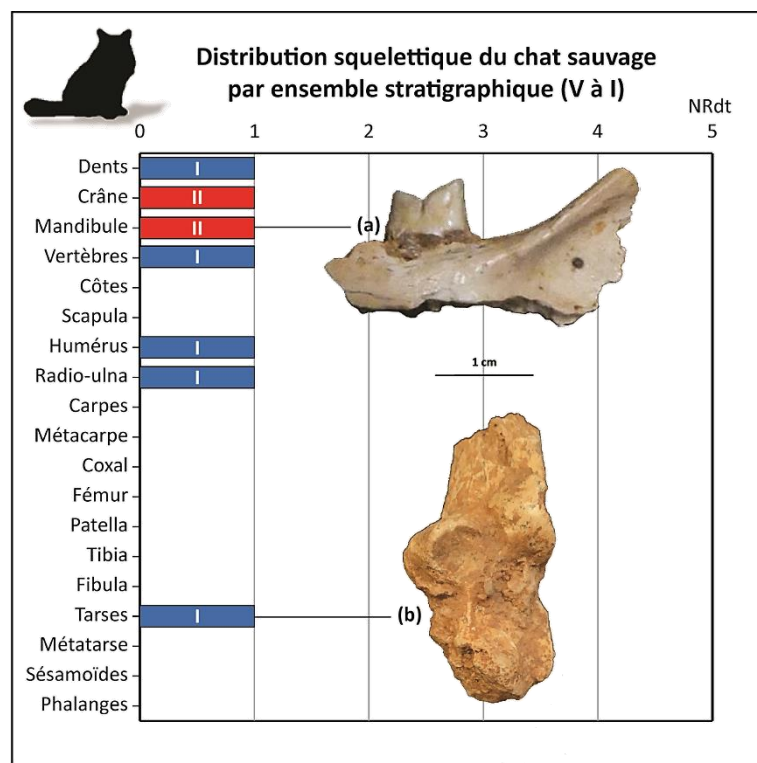 Distribution squelettique du chat sauvage
par ensemble stratigraphique (V à I)
NRdt
0 1 2 3 4 5
Dents I
Crâne II
Mandibule II (a)
Vertèbres I
Côtes
Scapula
Humérus I
Radio-ulna I
1 cm
Carpes
Métacarpe
Coxal
Fémur
Patella
Tibia
Fibula
Tarses I (b)
Métatarse
Sésamoïdes
Phalanges